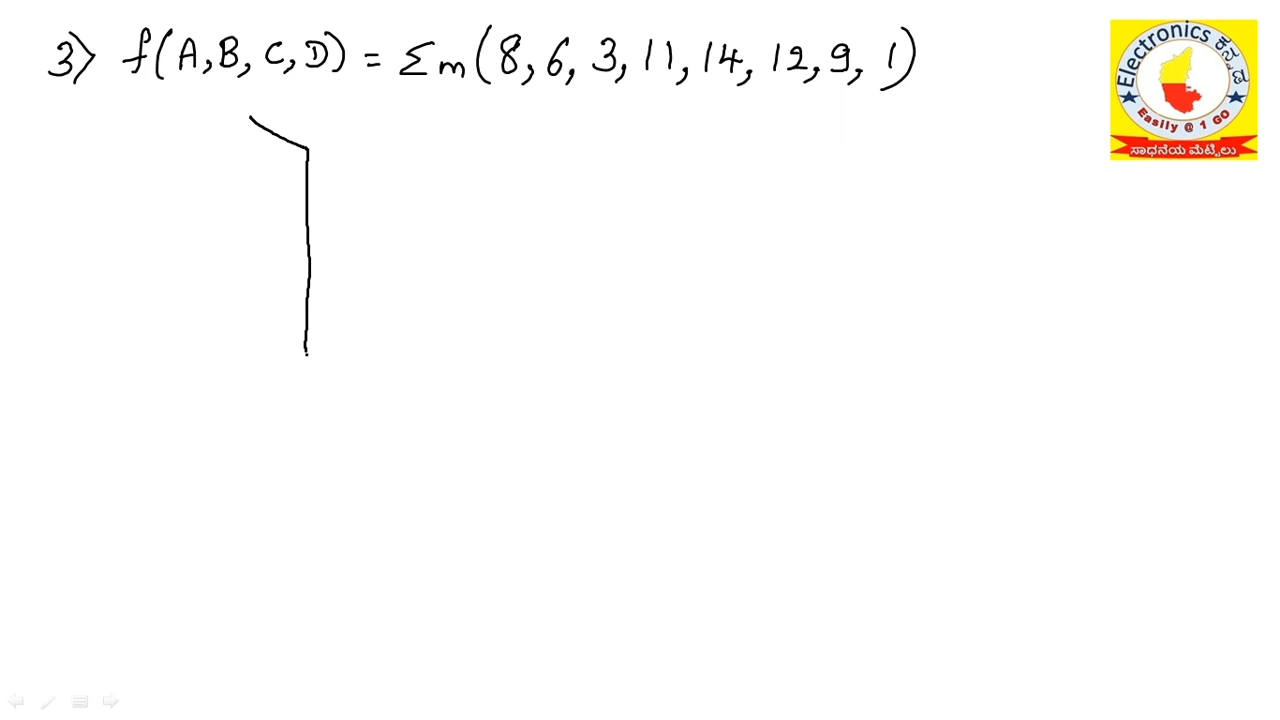 3) f(A,B,C,D) = Σm(8, 6, 3, 11, 14, 12, 9, 1)
Electronics ಕನ್ನಡ
Easily @ 1 GO
ಸಾಧನೆಯ ಮೆಟ್ಟಿಲು